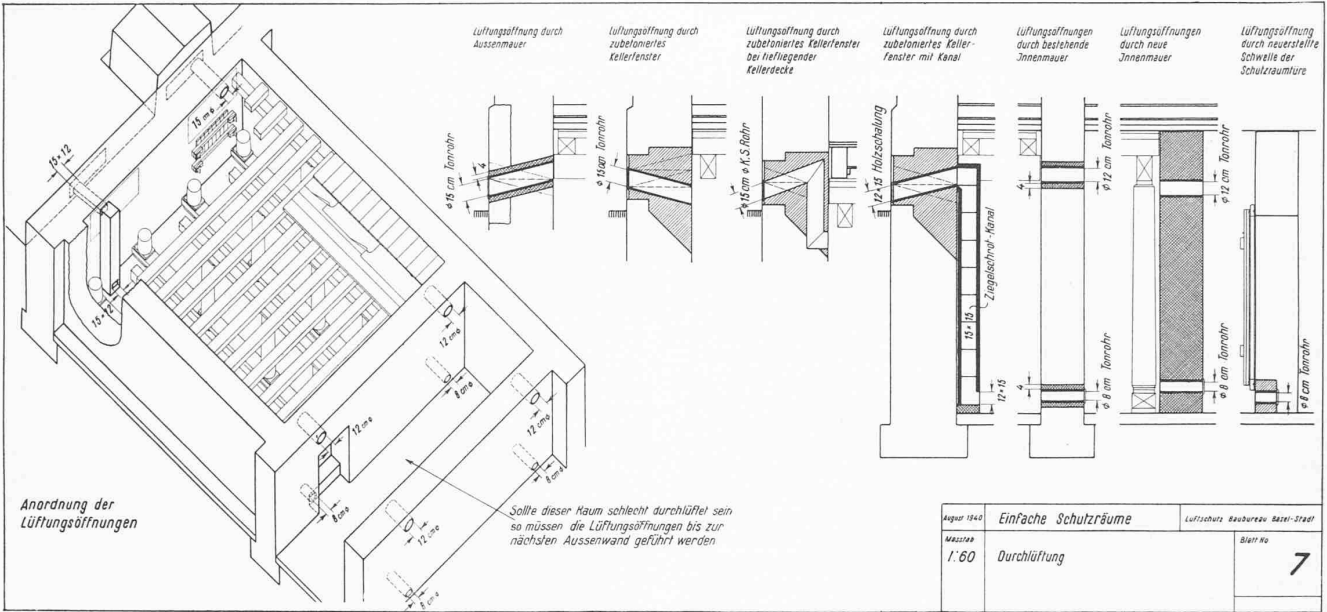 Lüftungsöffnung durch
Aussenmauer
Lüftungsöffnung durch
zubetoniertes
Kellerfenster
Lüftungsöffnung durch
zubetoniertes Kellerfenster
bei tiefliegender
Kellerdecke
Lüftungsöffnung durch
zubetoniertes Keller-
fenster mit Kanal
Lüftungsöffnungen
durch bestehende
Innenmauer
Lüftungsöffnungen
durch neue
Innenmauer
Lüftungsöffnung
durch neuerstellte
Schwelle der
Schutzraumtüre
15 cm ø
15×12
15×12
12 cm ø
8 cm ø
12 cm ø
8 cm ø
12 cm ø
8 cm ø
12 cm ø
8 cm ø
ø 15 cm Tonrohr
4
ø 15 cm Tonrohr
ø 15 cm ø K.S. Rohr
12×15 Holzschalung
15×15
Ziegelschrot-Kanal
12×15
4
ø 12 cm Tonrohr
4
ø 8 cm Tonrohr
ø 12 cm Tonrohr
ø 8 cm Tonrohr
ø 8 cm Tonrohr
Anordnung der
Lüftungsöffnungen
Sollte dieser Raum schlecht durchlüftet sein
so müssen die Lüftungsöffnungen bis zur
nächsten Aussenwand geführt werden
August 1940
Einfache Schutzräume
Luftschutz Baubureau Basel-Stadt
Masstab
1:60
Durchlüftung
Blatt No
7